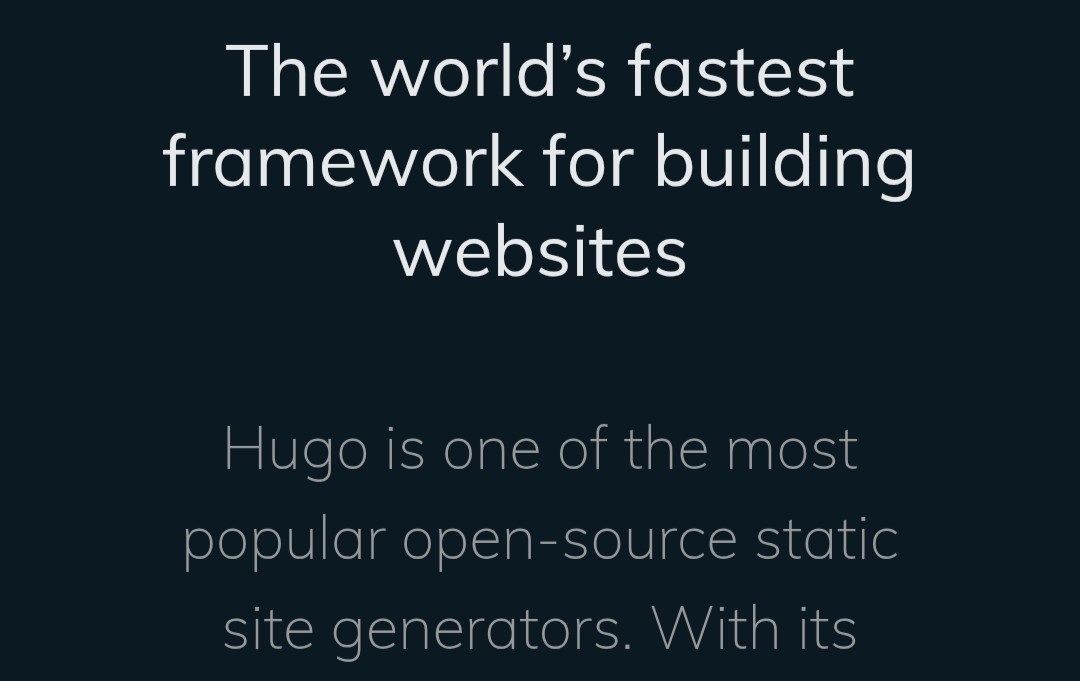 The world’s fastest
framework for building
websites
Hugo is one of the most
popular open-source static
site generators. With its